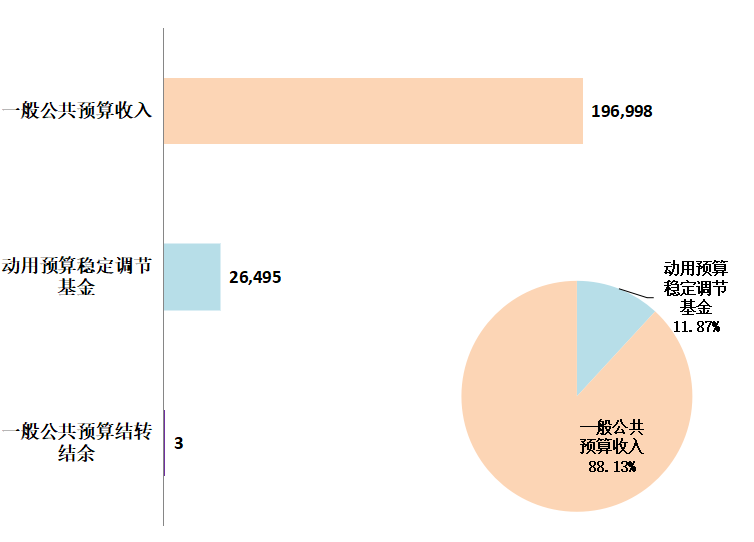 一般公共预算收入
196,998
动用预算稳定调节
基金
26,495
一般公共预算结转
结余
3
动用预算
稳定调节
基金
11.87%
一般公共
预算收入
88.13%